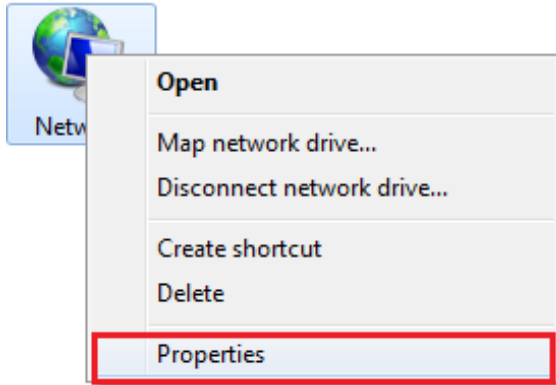 Open
Netw
Map network drive...
Disconnect network drive...
Create shortcut
Delete
Properties